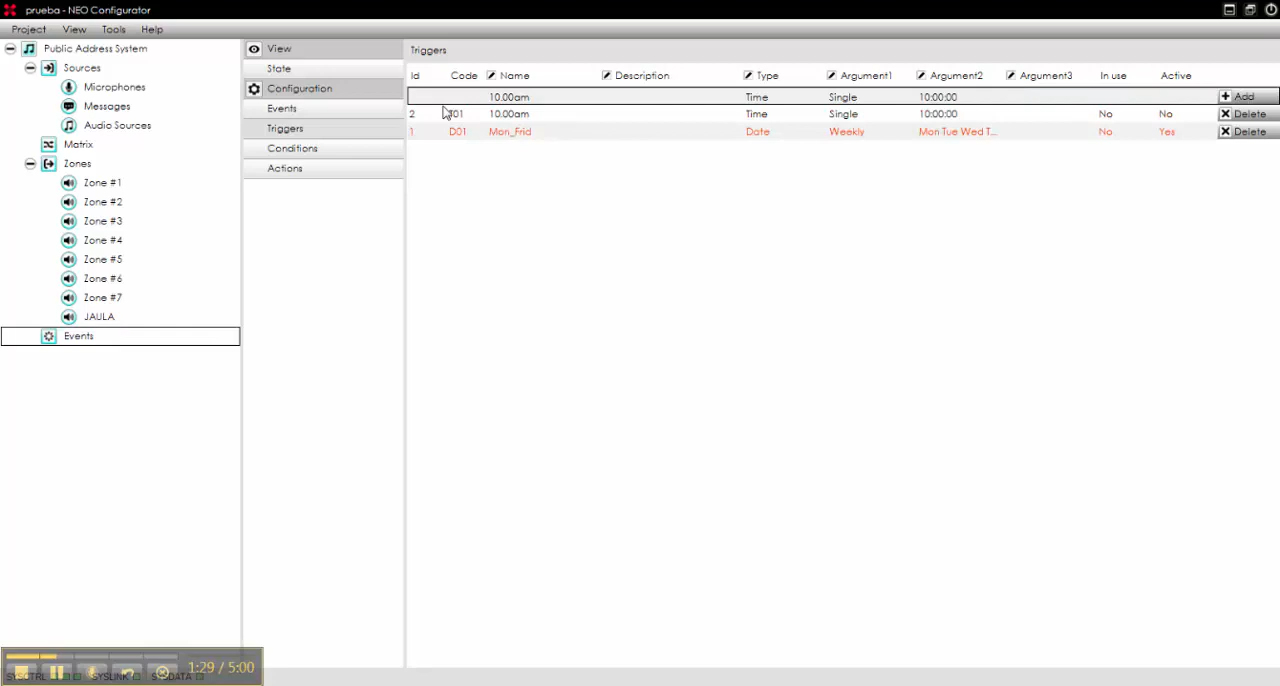 prueba - NEO Configurator
Project View Tools Help
Public Address System
Sources
Microphones
Messages
Audio Sources
Matrix
Zones
Zone #1
Zone #2
Zone #3
Zone #4
Zone #5
Zone #6
Zone #7
JAULA
Events
View
State
Configuration
Events
Triggers
Conditions
Actions
Triggers
Id Code Name Description Type Argument1 Argument2 Argument3 In use Active
10.00am Time Single 10:00:00 Add
2 T01 10.00am Time Single 10:00:00 No No Delete
1 D01 Mon_Frid Date Weekly Mon Tue Wed T... No Yes Delete
1:29 / 5:00
SYSCTRL SYSLINK SYSDATA